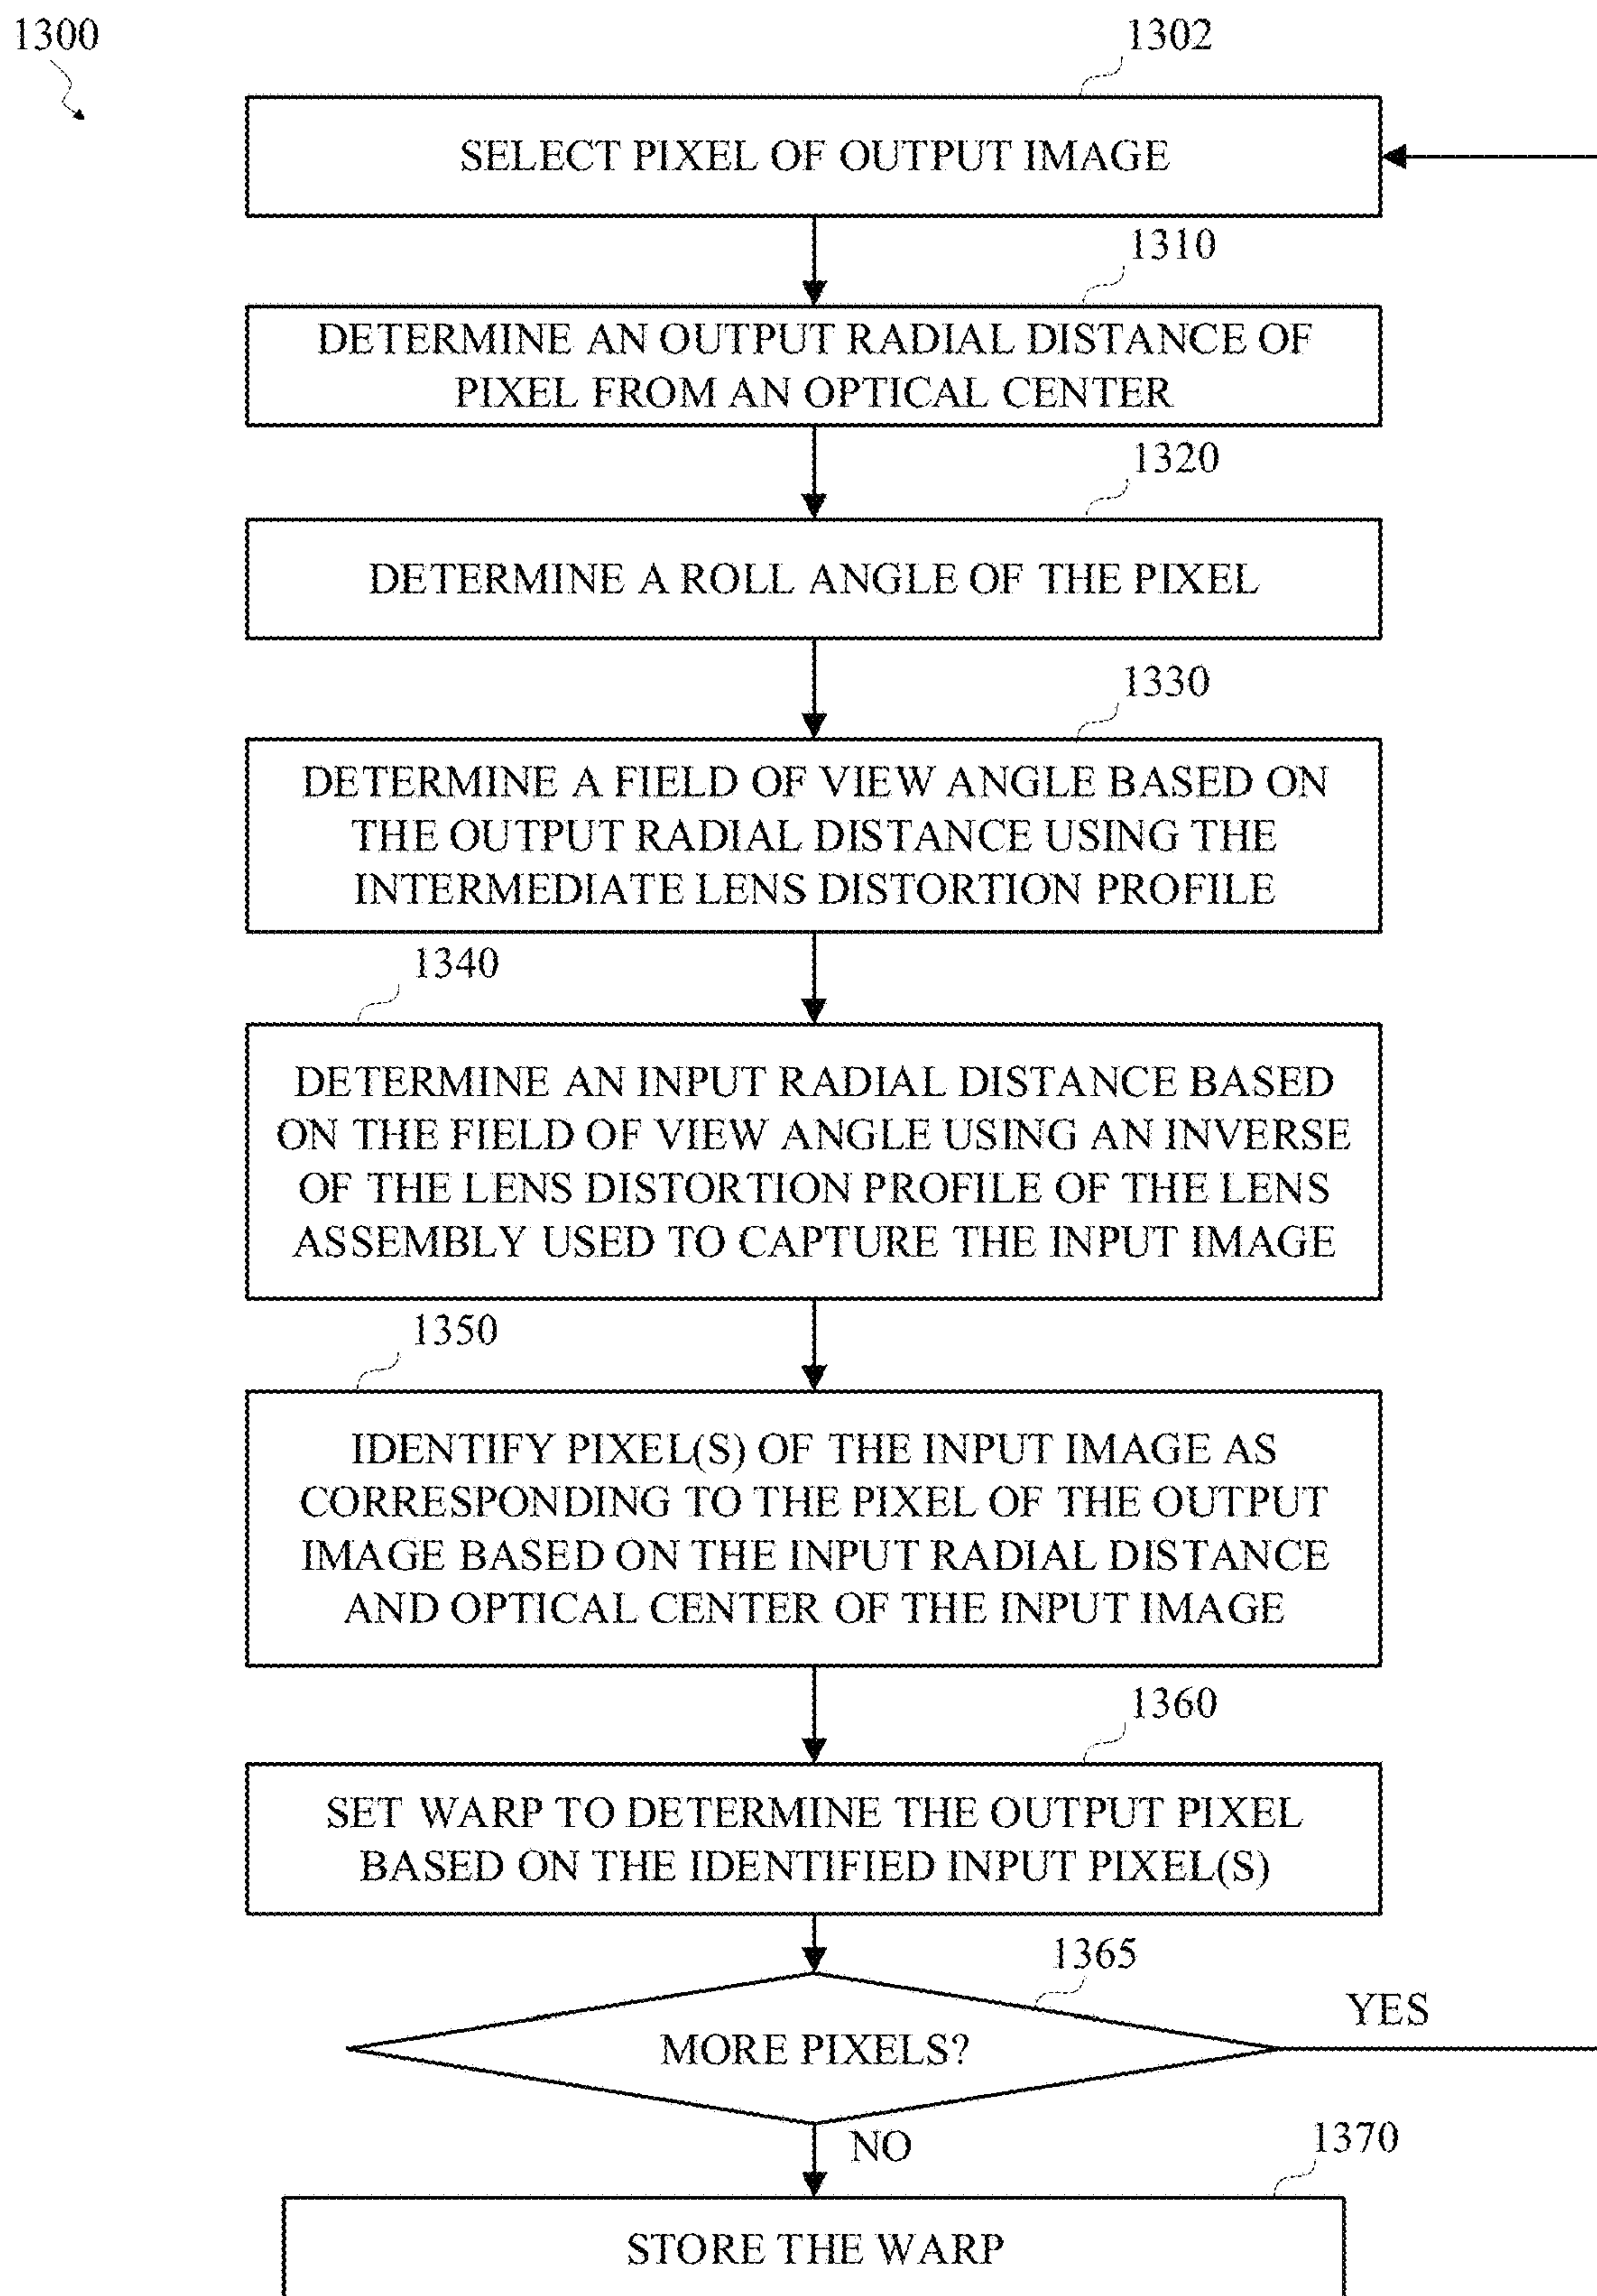 1300
1302
SELECT PIXEL OF OUTPUT IMAGE
1310
DETERMINE AN OUTPUT RADIAL DISTANCE OF
PIXEL FROM AN OPTICAL CENTER
1320
DETERMINE A ROLL ANGLE OF THE PIXEL
1330
DETERMINE A FIELD OF VIEW ANGLE BASED ON
THE OUTPUT RADIAL DISTANCE USING THE
INTERMEDIATE LENS DISTORTION PROFILE
1340
DETERMINE AN INPUT RADIAL DISTANCE BASED
ON THE FIELD OF VIEW ANGLE USING AN INVERSE
OF THE LENS DISTORTION PROFILE OF THE LENS
ASSEMBLY USED TO CAPTURE THE INPUT IMAGE
1350
IDENTIFY PIXEL(S) OF THE INPUT IMAGE AS
CORRESPONDING TO THE PIXEL OF THE OUTPUT
IMAGE BASED ON THE INPUT RADIAL DISTANCE
AND OPTICAL CENTER OF THE INPUT IMAGE
1360
SET WARP TO DETERMINE THE OUTPUT PIXEL
BASED ON THE IDENTIFIED INPUT PIXEL(S)
1365
MORE PIXELS?
YES
NO
1370
STORE THE WARP